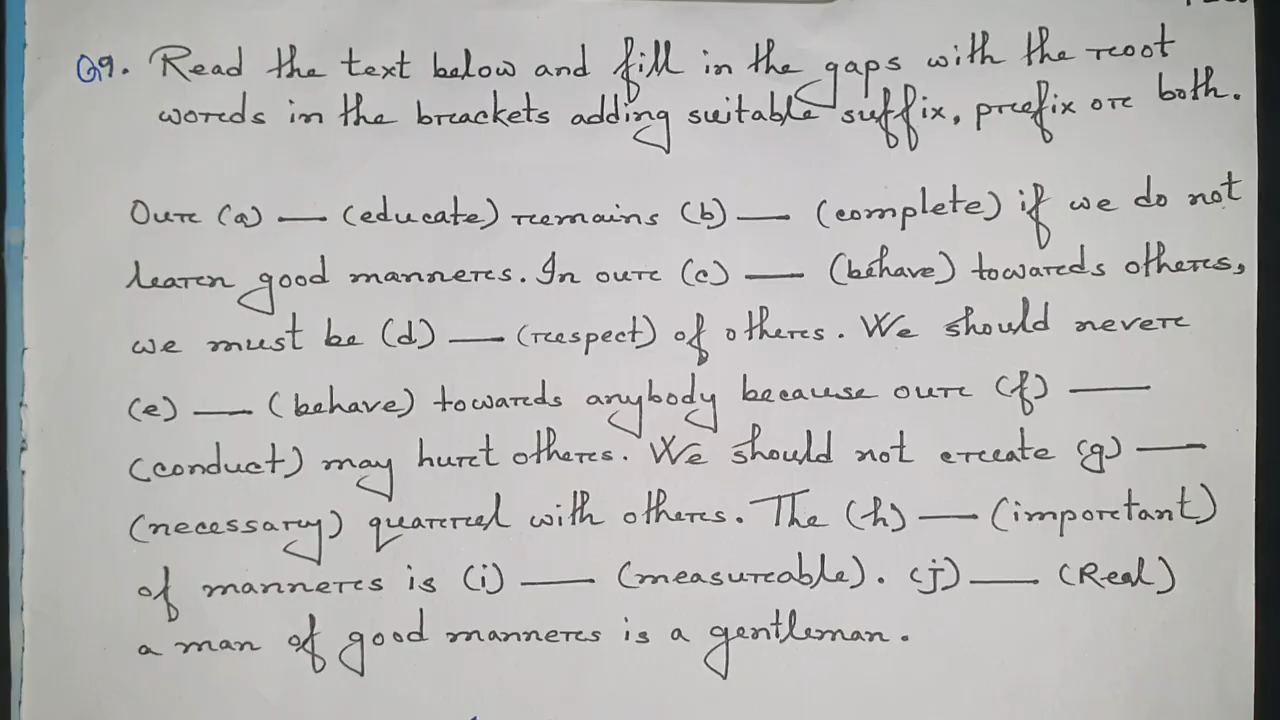 Q9. Read the text below and fill in the gaps with the root
words in the brackets adding suitable suffix, prefix or both.
Our (a) — (educate) remains (b) — (complete) if we do not
learn good manners. In our (c) — (behave) towards others,
we must be (d) — (respect) of others. We should never
(e) — (behave) towards anybody because our (f) —
(conduct) may hurt others. We should not create (g) —
(necessary) quarrel with others. The (h) — (important)
of manners is (i) — (measurable). (j) — (Real)
a man of good manners is a gentleman.